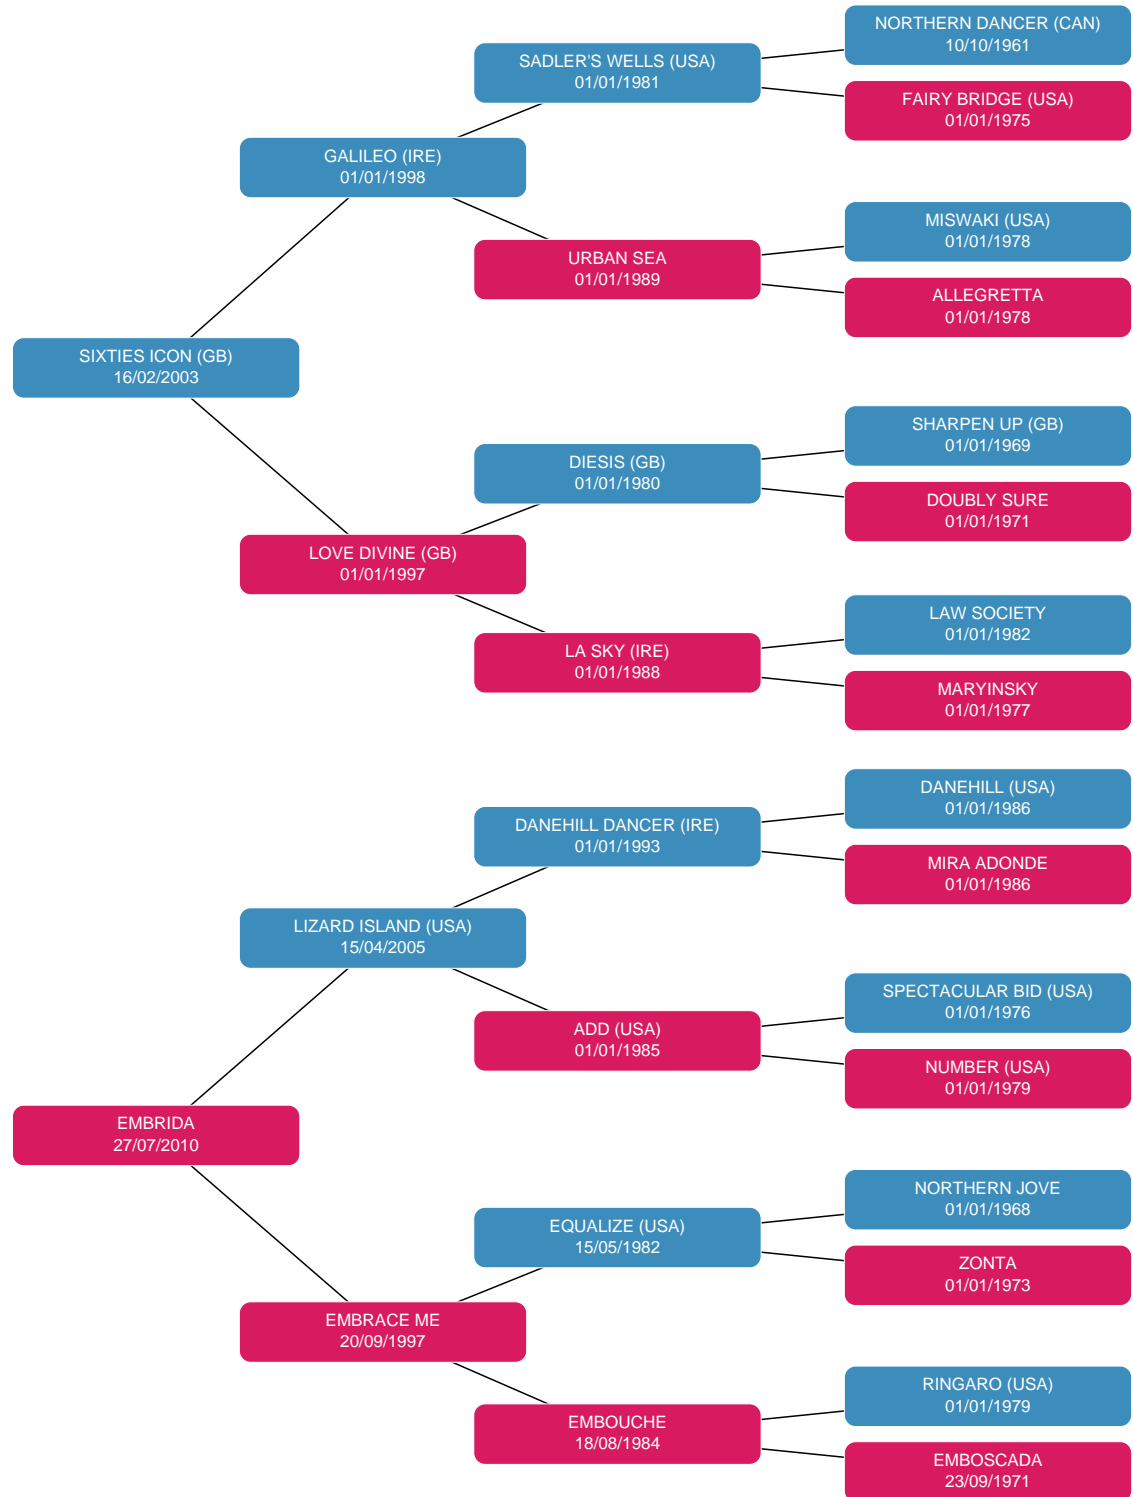 NORTHERN DANCER (CAN)
10/10/1961
SADLER'S WELLS (USA)
01/01/1981
FAIRY BRIDGE (USA)
01/01/1975
GALILEO (IRE)
01/01/1998
MISWAKI (USA)
01/01/1978
URBAN SEA
01/01/1989
ALLEGRETTA
01/01/1978
SIXTIES ICON (GB)
16/02/2003
SHARPEN UP (GB)
01/01/1969
DIESIS (GB)
01/01/1980
DOUBLY SURE
01/01/1971
LOVE DIVINE (GB)
01/01/1997
LAW SOCIETY
01/01/1982
LA SKY (IRE)
01/01/1988
MARYINSKY
01/01/1977
DANEHILL (USA)
01/01/1986
DANEHILL DANCER (IRE)
01/01/1993
MIRA ADONDE
01/01/1986
LIZARD ISLAND (USA)
15/04/2005
SPECTACULAR BID (USA)
01/01/1976
ADD (USA)
01/01/1985
NUMBER (USA)
01/01/1979
EMBRIDA
27/07/2010
NORTHERN JOVE
01/01/1968
EQUALIZE (USA)
15/05/1982
ZONTA
01/01/1973
EMBRACE ME
20/09/1997
RINGARO (USA)
01/01/1979
EMBOUCHE
18/08/1984
EMBOSCADA
23/09/1971